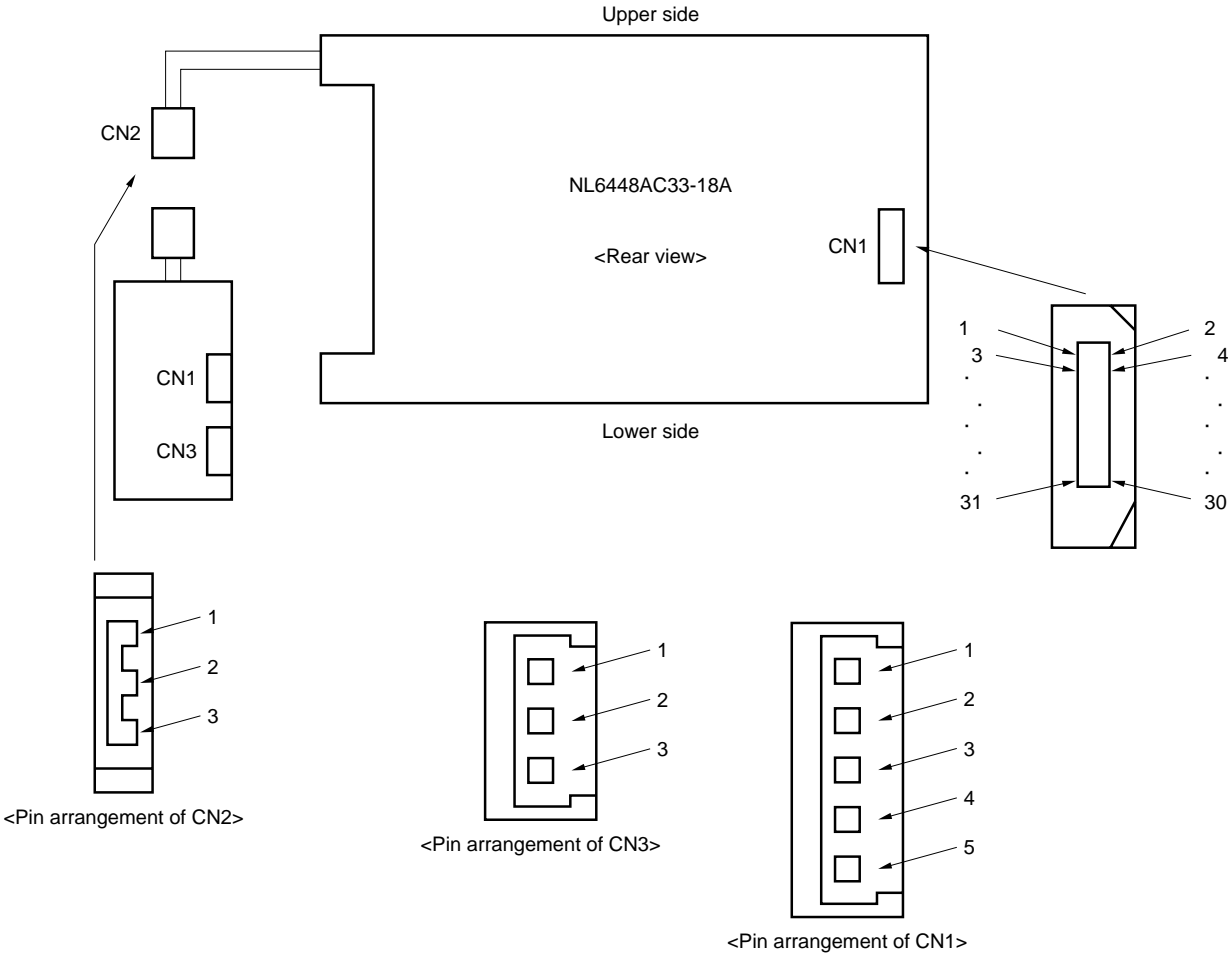 Upper side
CN2
NL6448AC33-18A
<Rear view>
CN1
1
2
3
4
.
.
.
.
.
.
.
.
.
.
31
30
CN1
CN3
Lower side
1
2
3
<Pin arrangement of CN2>
1
2
3
<Pin arrangement of CN3>
1
2
3
4
5
<Pin arrangement of CN1>